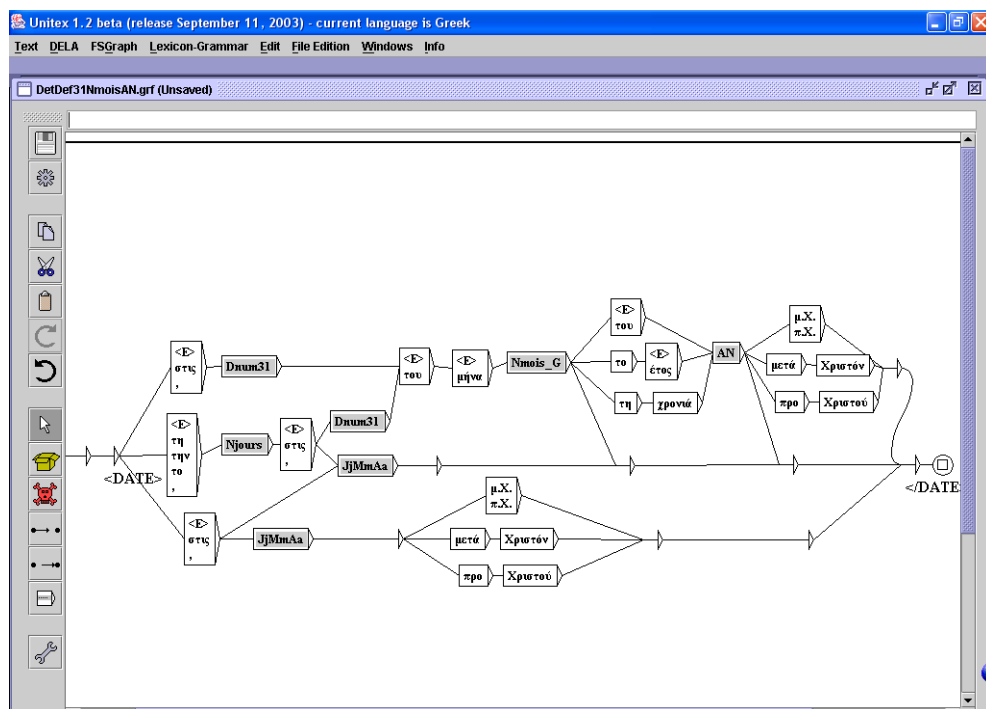 Unitex 1.2 beta (release September 11, 2003) - current language is Greek
Text DELA FSGraph Lexicon-Grammar Edit File Edition Windows Info
DetDef31NmoisAN.grf (Unsaved)
<E>
στις
,
Dnum31
<E>
του
<E>
μήνα
Nmois_G
<E>
του
το
<E>
έτος
τη
χρονιά
AN
μ.Χ.
π.Χ.
μετά
Χριστόν
προ
Χριστού
<DATE>
<E>
τη
την
το
,
Njours
<E>
στις
,
Dnum31
JjMmAa
</DATE>
<E>
στις
,
JjMmAa
μ.Χ.
π.Χ.
μετά
Χριστόν
προ
Χριστού